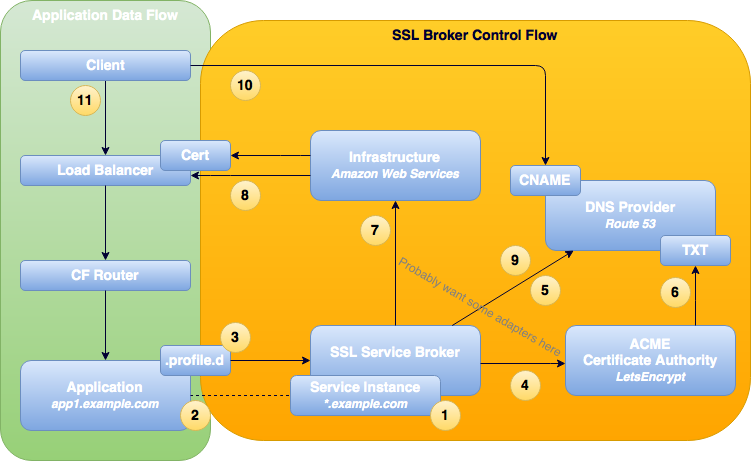 Application Data Flow
SSL Broker Control Flow
Client
10
11
Cert
Load Balancer
Infrastructure
Amazon Web Services
8
CNAME
DNS Provider
Route 53
TXT
7
9
5
6
Probably want some adapters here
CF Router
3
.profile.d
SSL Service Broker
4
ACME
Certificate Authority
LetsEncrypt
Application
app1.example.com
2
Service Instance
*.example.com
1